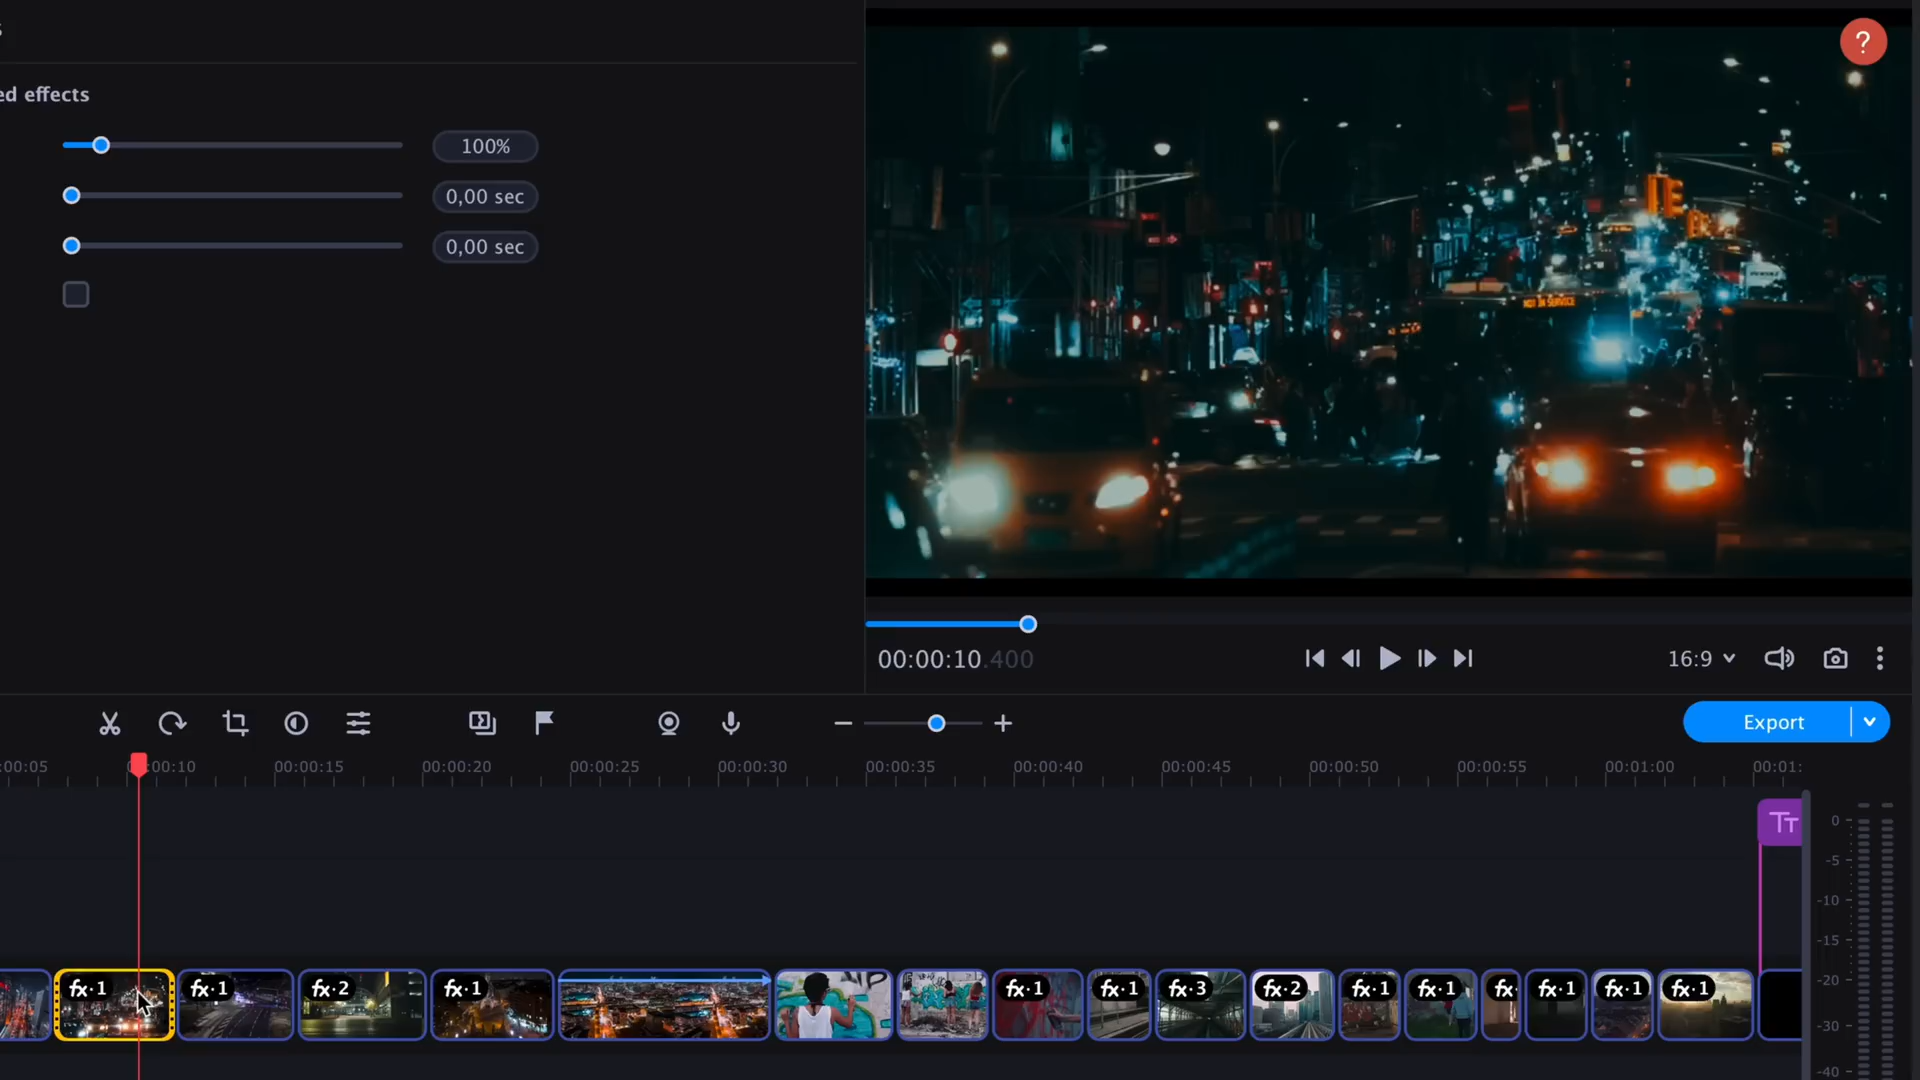 ?
ed effects
100%
0,00 sec
0,00 sec
NOT IN SERVICE
00:00:10.400
16:9
Export
:00:05
:00:10
00:00:15
00:00:20
00:00:25
00:00:30
00:00:35
00:00:40
00:00:45
00:00:50
00:00:55
00:01:00
00:01:
TT
0
-5
-10
-15
-20
-30
-40
fx·1
fx·1
fx·2
fx·1
fx·1
fx·1
fx·3
fx·2
fx·1
fx·1
fx·
fx·1
fx·1
fx·1